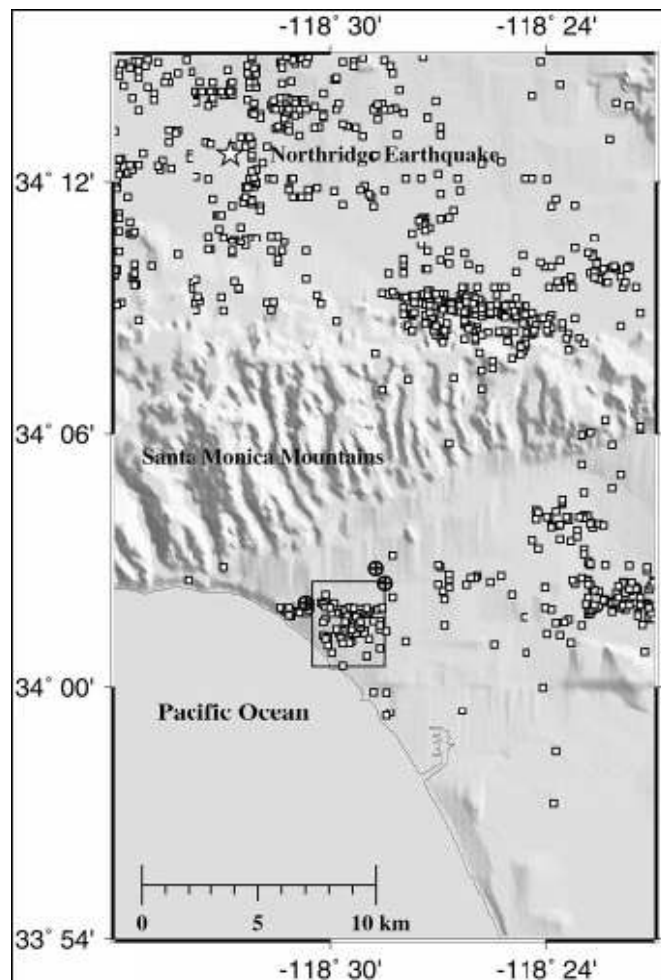 -118° 30' -118° 24'
Northridge Earthquake
34° 12'
34° 06'
Santa Monica Mountains
34° 00'
Pacific Ocean
0 5 10 km
33° 54'
-118° 30' -118° 24'